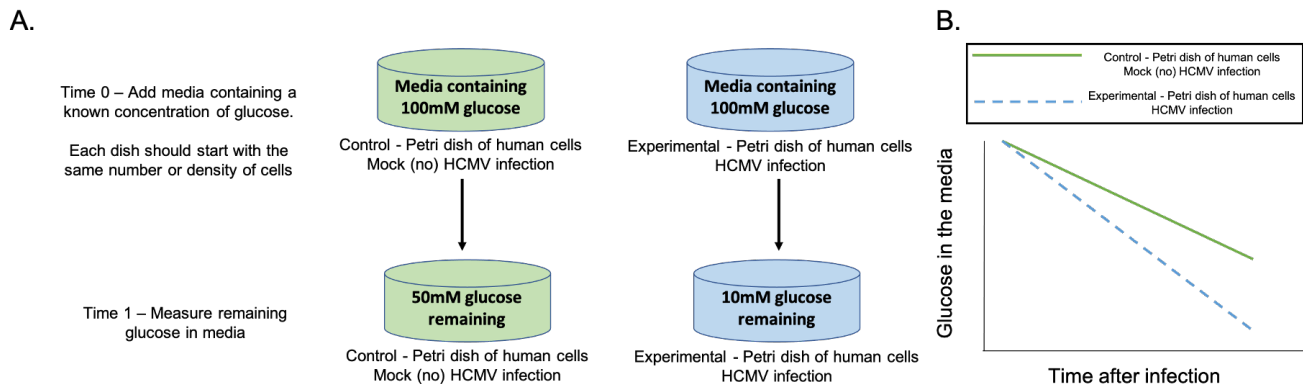 A.
Time 0 – Add media containing a
known concentration of glucose.
Each dish should start with the
same number or density of cells
Media containing
100mM glucose
Control - Petri dish of human cells
Mock (no) HCMV infection
Media containing
100mM glucose
Experimental - Petri dish of human cells
HCMV infection
Time 1 – Measure remaining
glucose in media
50mM glucose
remaining
Control - Petri dish of human cells
Mock (no) HCMV infection
10mM glucose
remaining
Experimental - Petri dish of human cells
HCMV infection
B.
Control - Petri dish of human cells
Mock (no) HCMV infection
Experimental - Petri dish of human cells
HCMV infection
Glucose in the media
Time after infection